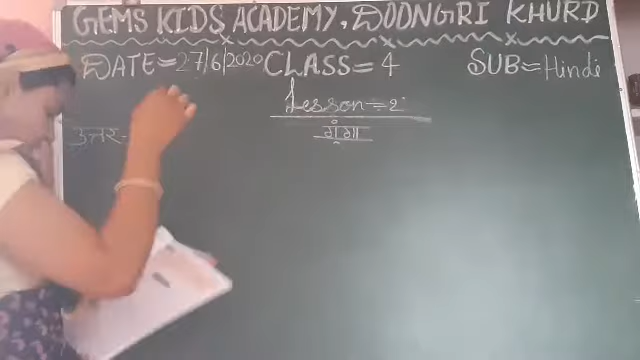 GEMS KIDS ACADEMY, DOONGRI KHURD
DATE=27/6/2020 CLASS=4 SUB=Hindi
Lesson÷2
गूँगा
उत्तर-